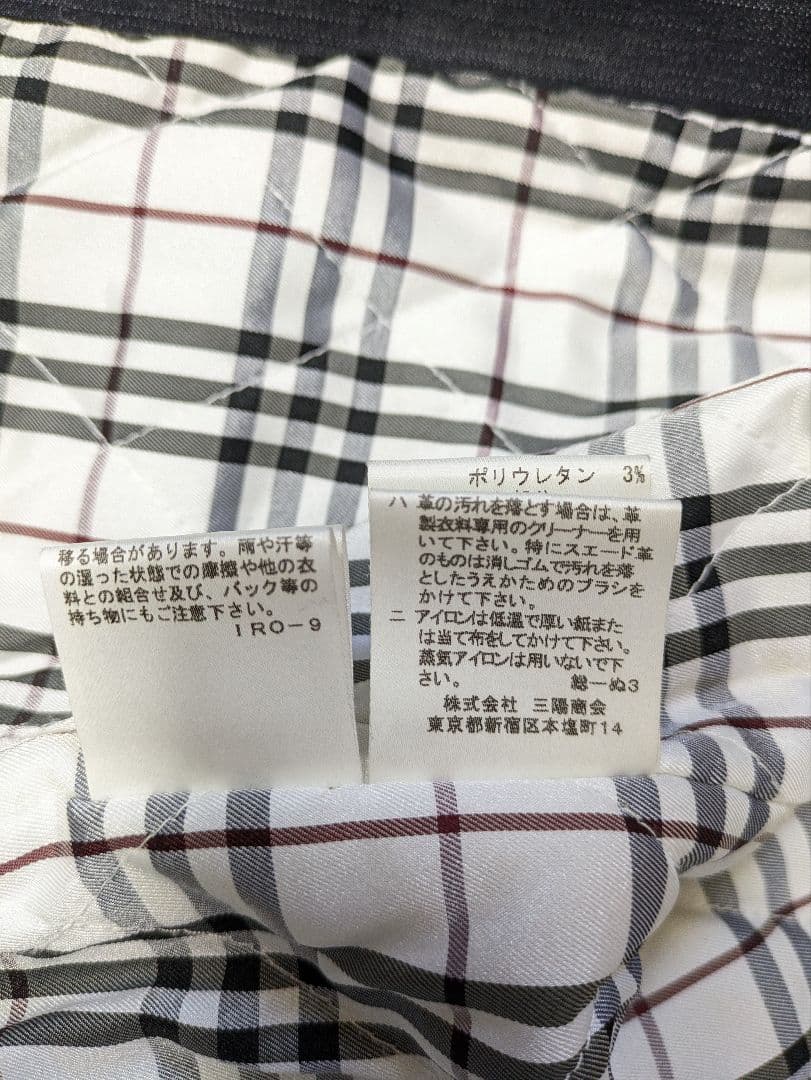 ポリウレタン 3%
移る場合があります。雨や汗等
の湿った状態での摩擦や他の衣
料との組合せ及び、バック等の
持ち物にもご注意下さい。
IRO-9
ハ 革の汚れを落とす場合は、革
製衣料専用のクリーナーを用
いて下さい。特にスエード革
のものは消しゴムで汚れを落
としたうえかためのブラシを
かけて下さい。
ニ アイロンは低温で厚い紙また
は当て布をしてかけて下さい。
蒸気アイロンは用いないで下
さい。 総一ぬ3
株式会社 三陽商会
東京都新宿区本塩町14